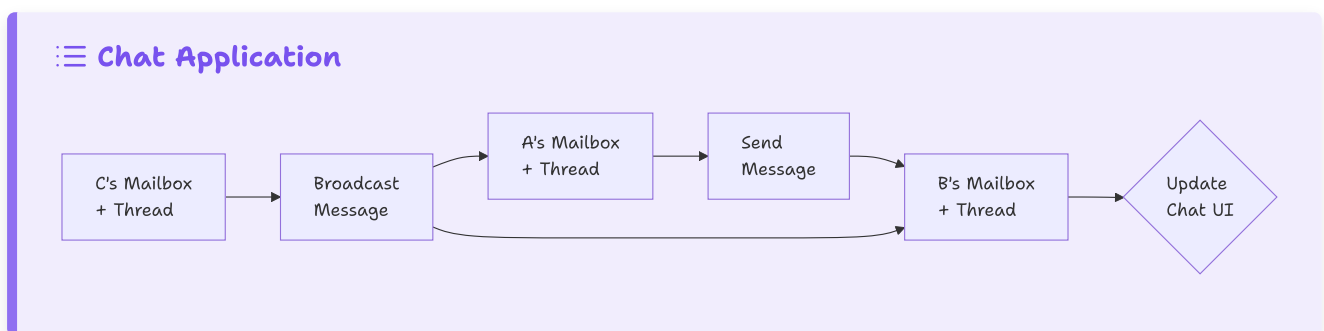 Chat Application
C's Mailbox
+ Thread
Broadcast
Message
A's Mailbox
+ Thread
Send
Message
B's Mailbox
+ Thread
Update
Chat UI